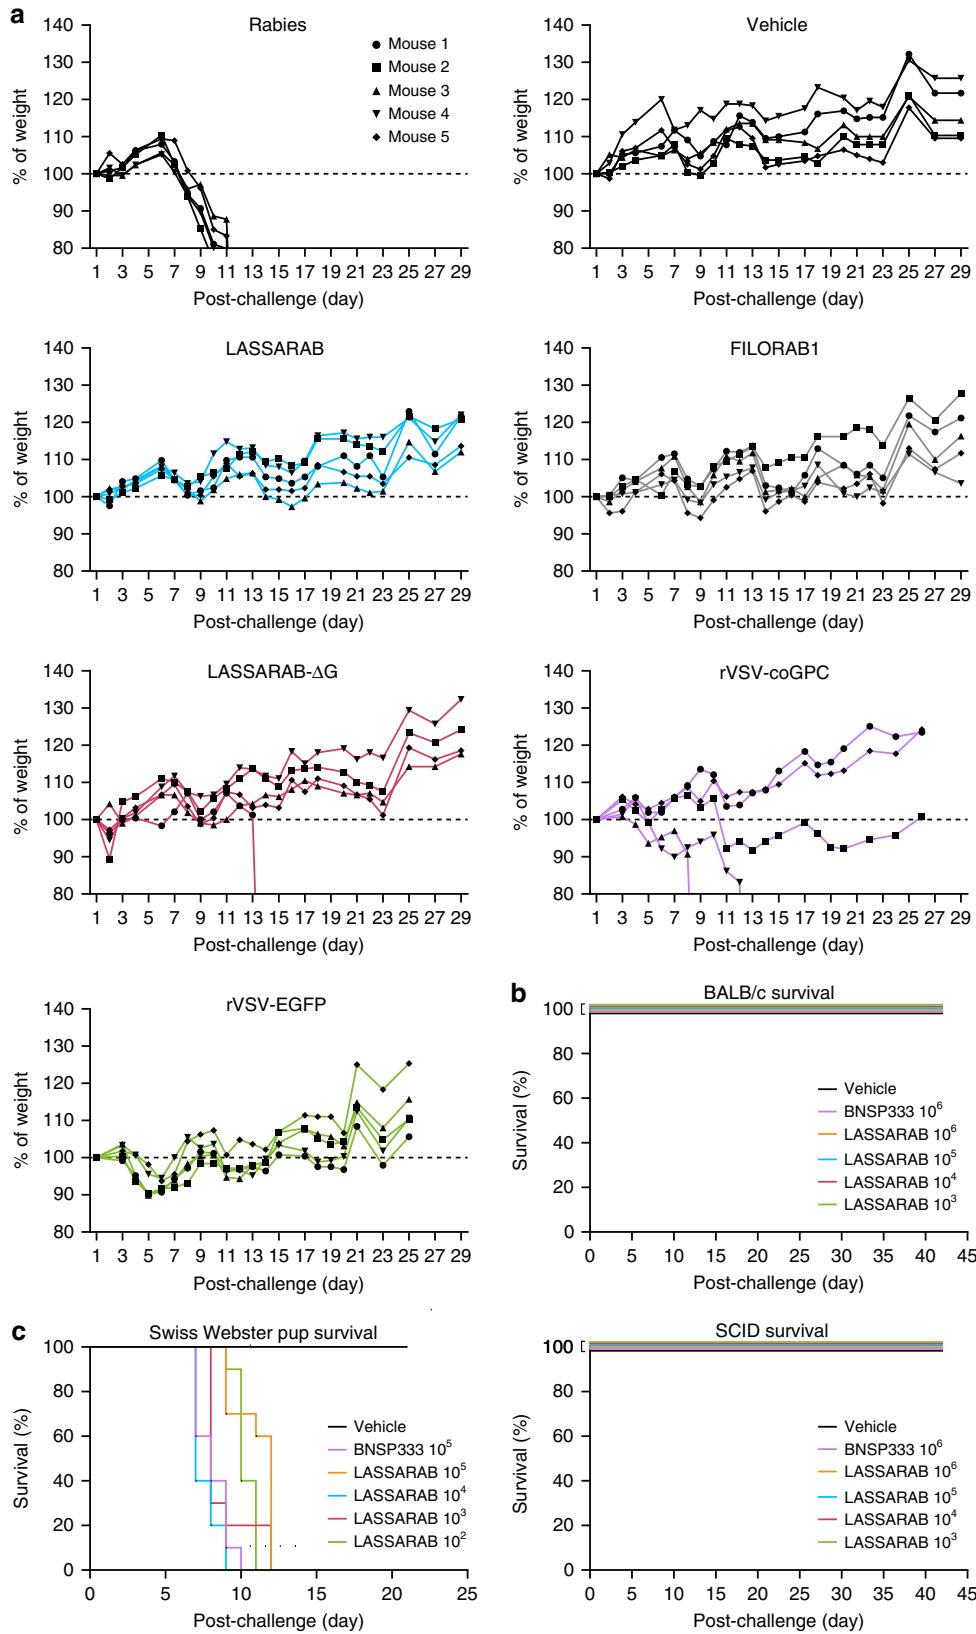 a
Rabies
Mouse 1
Mouse 2
Mouse 3
Mouse 4
Mouse 5
% of weight
140
130
120
110
100
90
80
1 3 5 7 9 11 13 15 17 19 21 23 25 27 29
Post-challenge (day)
Vehicle
% of weight
140
130
120
110
100
90
80
1 3 5 7 9 11 13 15 17 19 21 23 25 27 29
Post-challenge (day)
LASSARAB
% of weight
140
130
120
110
100
90
80
1 3 5 7 9 11 13 15 17 19 21 23 25 27 29
Post-challenge (day)
FILORAB1
% of weight
140
130
120
110
100
90
80
1 3 5 7 9 11 13 15 17 19 21 23 25 27 29
Post-challenge (day)
LASSARAB-ΔG
% of weight
140
130
120
110
100
90
80
1 3 5 7 9 11 13 15 17 19 21 23 25 27 29
Post-challenge (day)
rVSV-coGPC
% of weight
140
130
120
110
100
90
80
1 3 5 7 9 11 13 15 17 19 21 23 25 27 29
Post-challenge (day)
rVSV-EGFP
% of weight
140
130
120
110
100
90
80
1 3 5 7 9 11 13 15 17 19 21 23 25 27 29
Post-challenge (day)
b
BALB/c survival
Survival (%)
100
80
60
40
20
0
Vehicle
BNSP333 10⁶
LASSARAB 10⁶
LASSARAB 10⁵
LASSARAB 10⁴
LASSARAB 10³
0 5 10 15 20 25 30 35 40 45
Post-challenge (day)
c
Swiss Webster pup survival
Survival (%)
100
80
60
40
20
0
Vehicle
BNSP333 10⁵
LASSARAB 10⁵
LASSARAB 10⁴
LASSARAB 10³
LASSARAB 10²
0 5 10 15 20 25
Post-challenge (day)
SCID survival
Survival (%)
100
80
60
40
20
0
Vehicle
BNSP333 10⁶
LASSARAB 10⁶
LASSARAB 10⁵
LASSARAB 10⁴
LASSARAB 10³
0 5 10 15 20 25 30 35 40 45
Post-challenge (day)